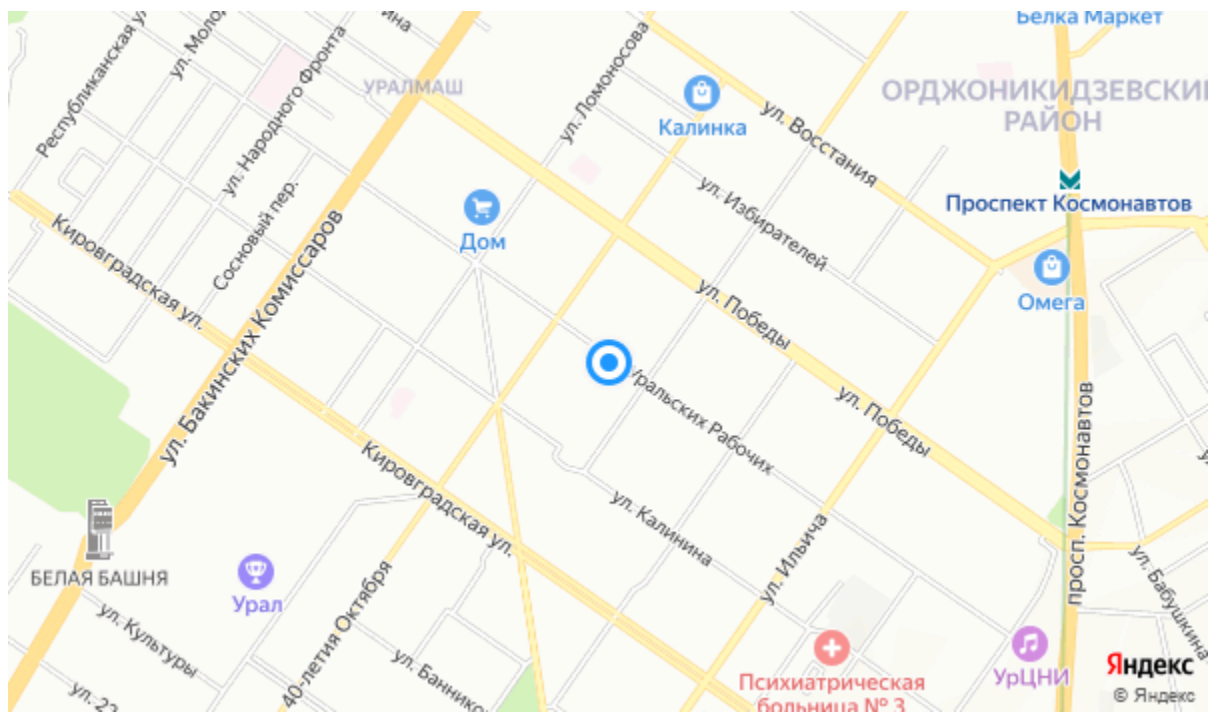 Белка Маркет
Республиканская
УРАЛМАШ
ул. Народного Фронта
ул. Ломоносова
Калинка
ул. Восстания
ОРДЖОНИКИДЗЕВСКИЙ
РАЙОН
Проспект Космонавтов
ул. Избирателей
Сосновый пер.
Дом
Кировградская ул.
ул. Бакинских Комиссаров
Омега
ул. Победы
Уральских Рабочих
ул. Победы
просп. Космонавтов
Кировградская ул.
ул. Калинина
ул. Ильича
БЕЛАЯ БАШНЯ
Урал
ул. Культуры
40-летия Октября
ул. Банников
ул. Бабушкина
Психиатрическая
больница № 3
УрЦНИ
Яндекс
© Яндекс